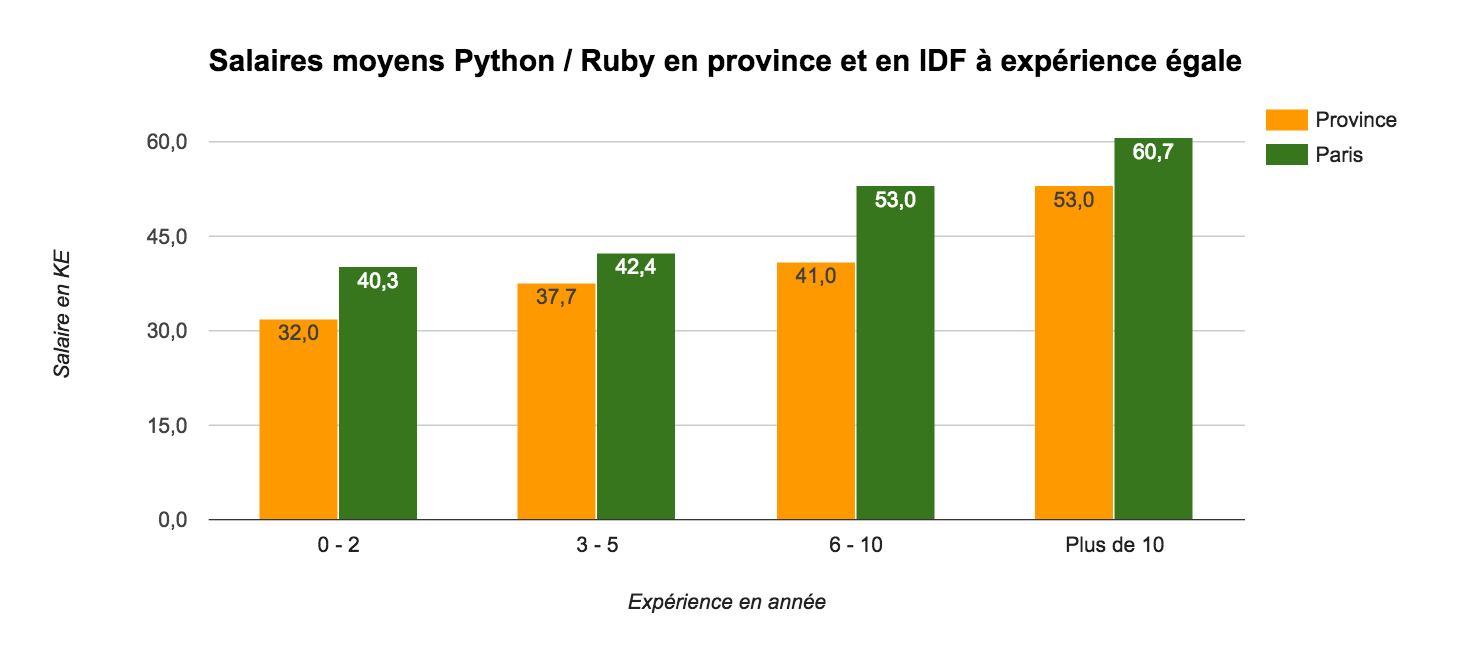 Salaires moyens Python / Ruby en province et en IDF à expérience égale
Province
Paris
60,0
45,0
30,0
15,0
0,0
Salaire en KE
32,0
40,3
37,7
42,4
41,0
53,0
53,0
60,7
0 - 2
3 - 5
6 - 10
Plus de 10
Expérience en année